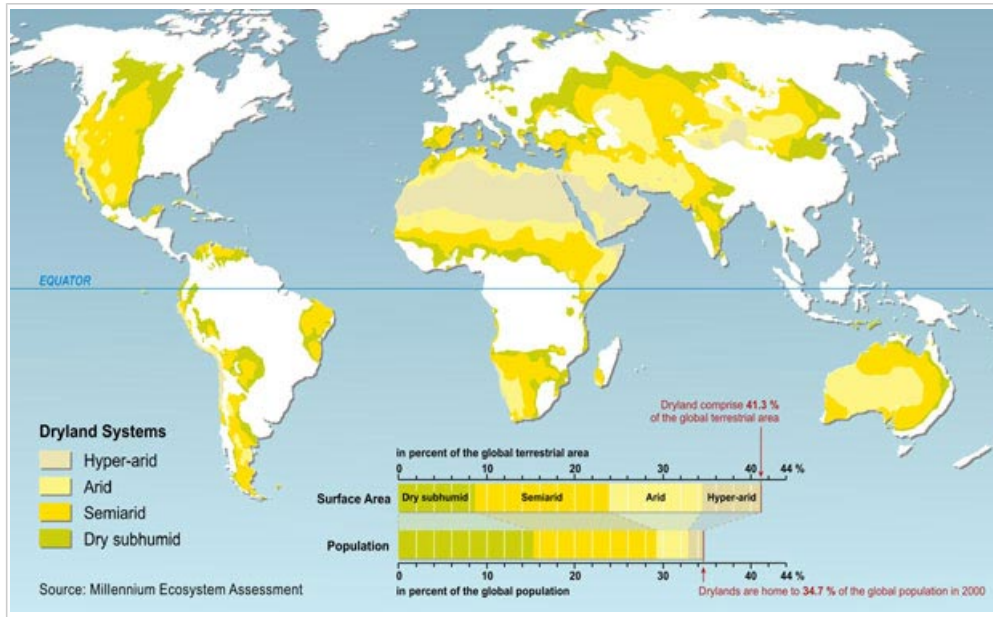 EQUATOR
Dryland Systems
Hyper-arid
Arid
Semiarid
Dry subhumid
Source: Millennium Ecosystem Assessment
Dryland comprise 41.3 %
of the global terrestrial area
in percent of the global terrestrial area
0 10 20 30 40 44 %
Surface Area Dry subhumid Semiarid Arid Hyper-arid
Population
0 10 20 30 40 44 %
in percent of the global population
Drylands are home to 34.7 % of the global population in 2000